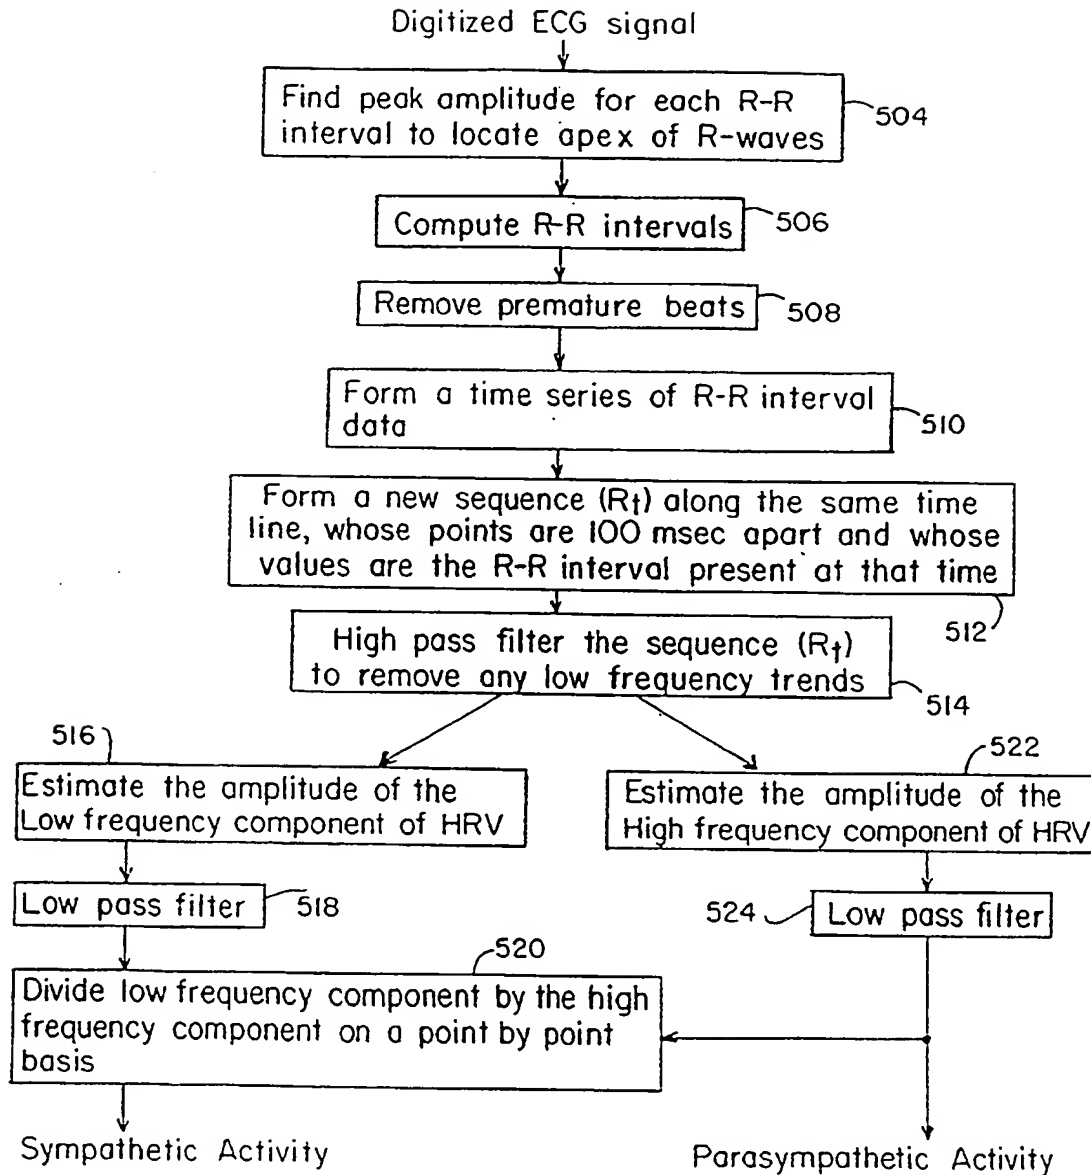 Digitized ECG signal
Find peak amplitude for each R-R
interval to locate apex of R-waves
504
Compute R-R intervals
506
Remove premature beats
508
Form a time series of R-R interval
data
510
Form a new sequence (Rt) along the same time
line, whose points are 100 msec apart and whose
values are the R-R interval present at that time
512
High pass filter the sequence (Rt)
to remove any low frequency trends
514
516
Estimate the amplitude of the
Low frequency component of HRV
522
Estimate the amplitude of the
High frequency component of HRV
Low pass filter
518
524
Low pass filter
520
Divide low frequency component by the high
frequency component on a point by point
basis
Sympathetic Activity
Parasympathetic Activity